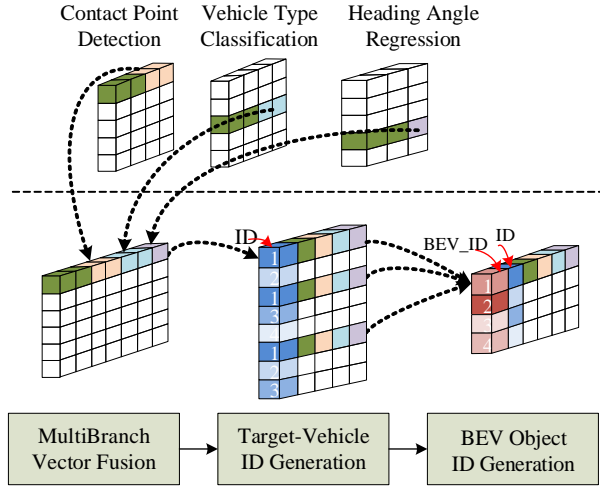 Contact Point
Detection
Vehicle Type
Classification
Heading Angle
Regression
ID
1
2
1
3
4
1
2
3
BEV_ID
ID
1
2
3
4
MultiBranch
Vector Fusion
Target-Vehicle
ID Generation
BEV Object
ID Generation